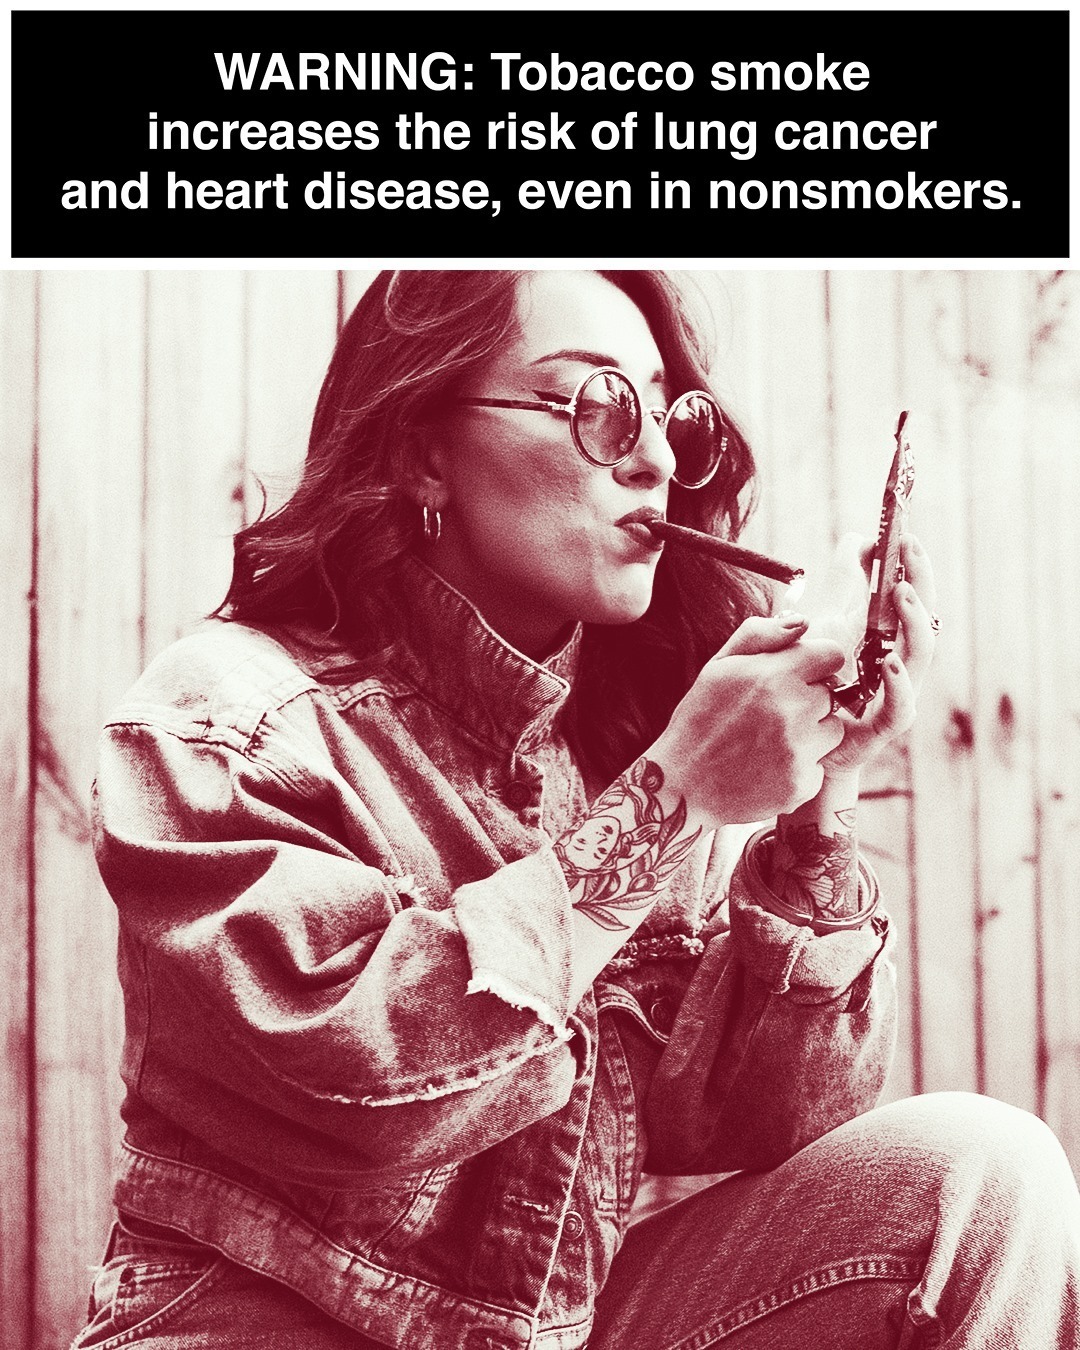 WARNING: Tobacco smoke
increases the risk of lung cancer
and heart disease, even in nonsmokers.